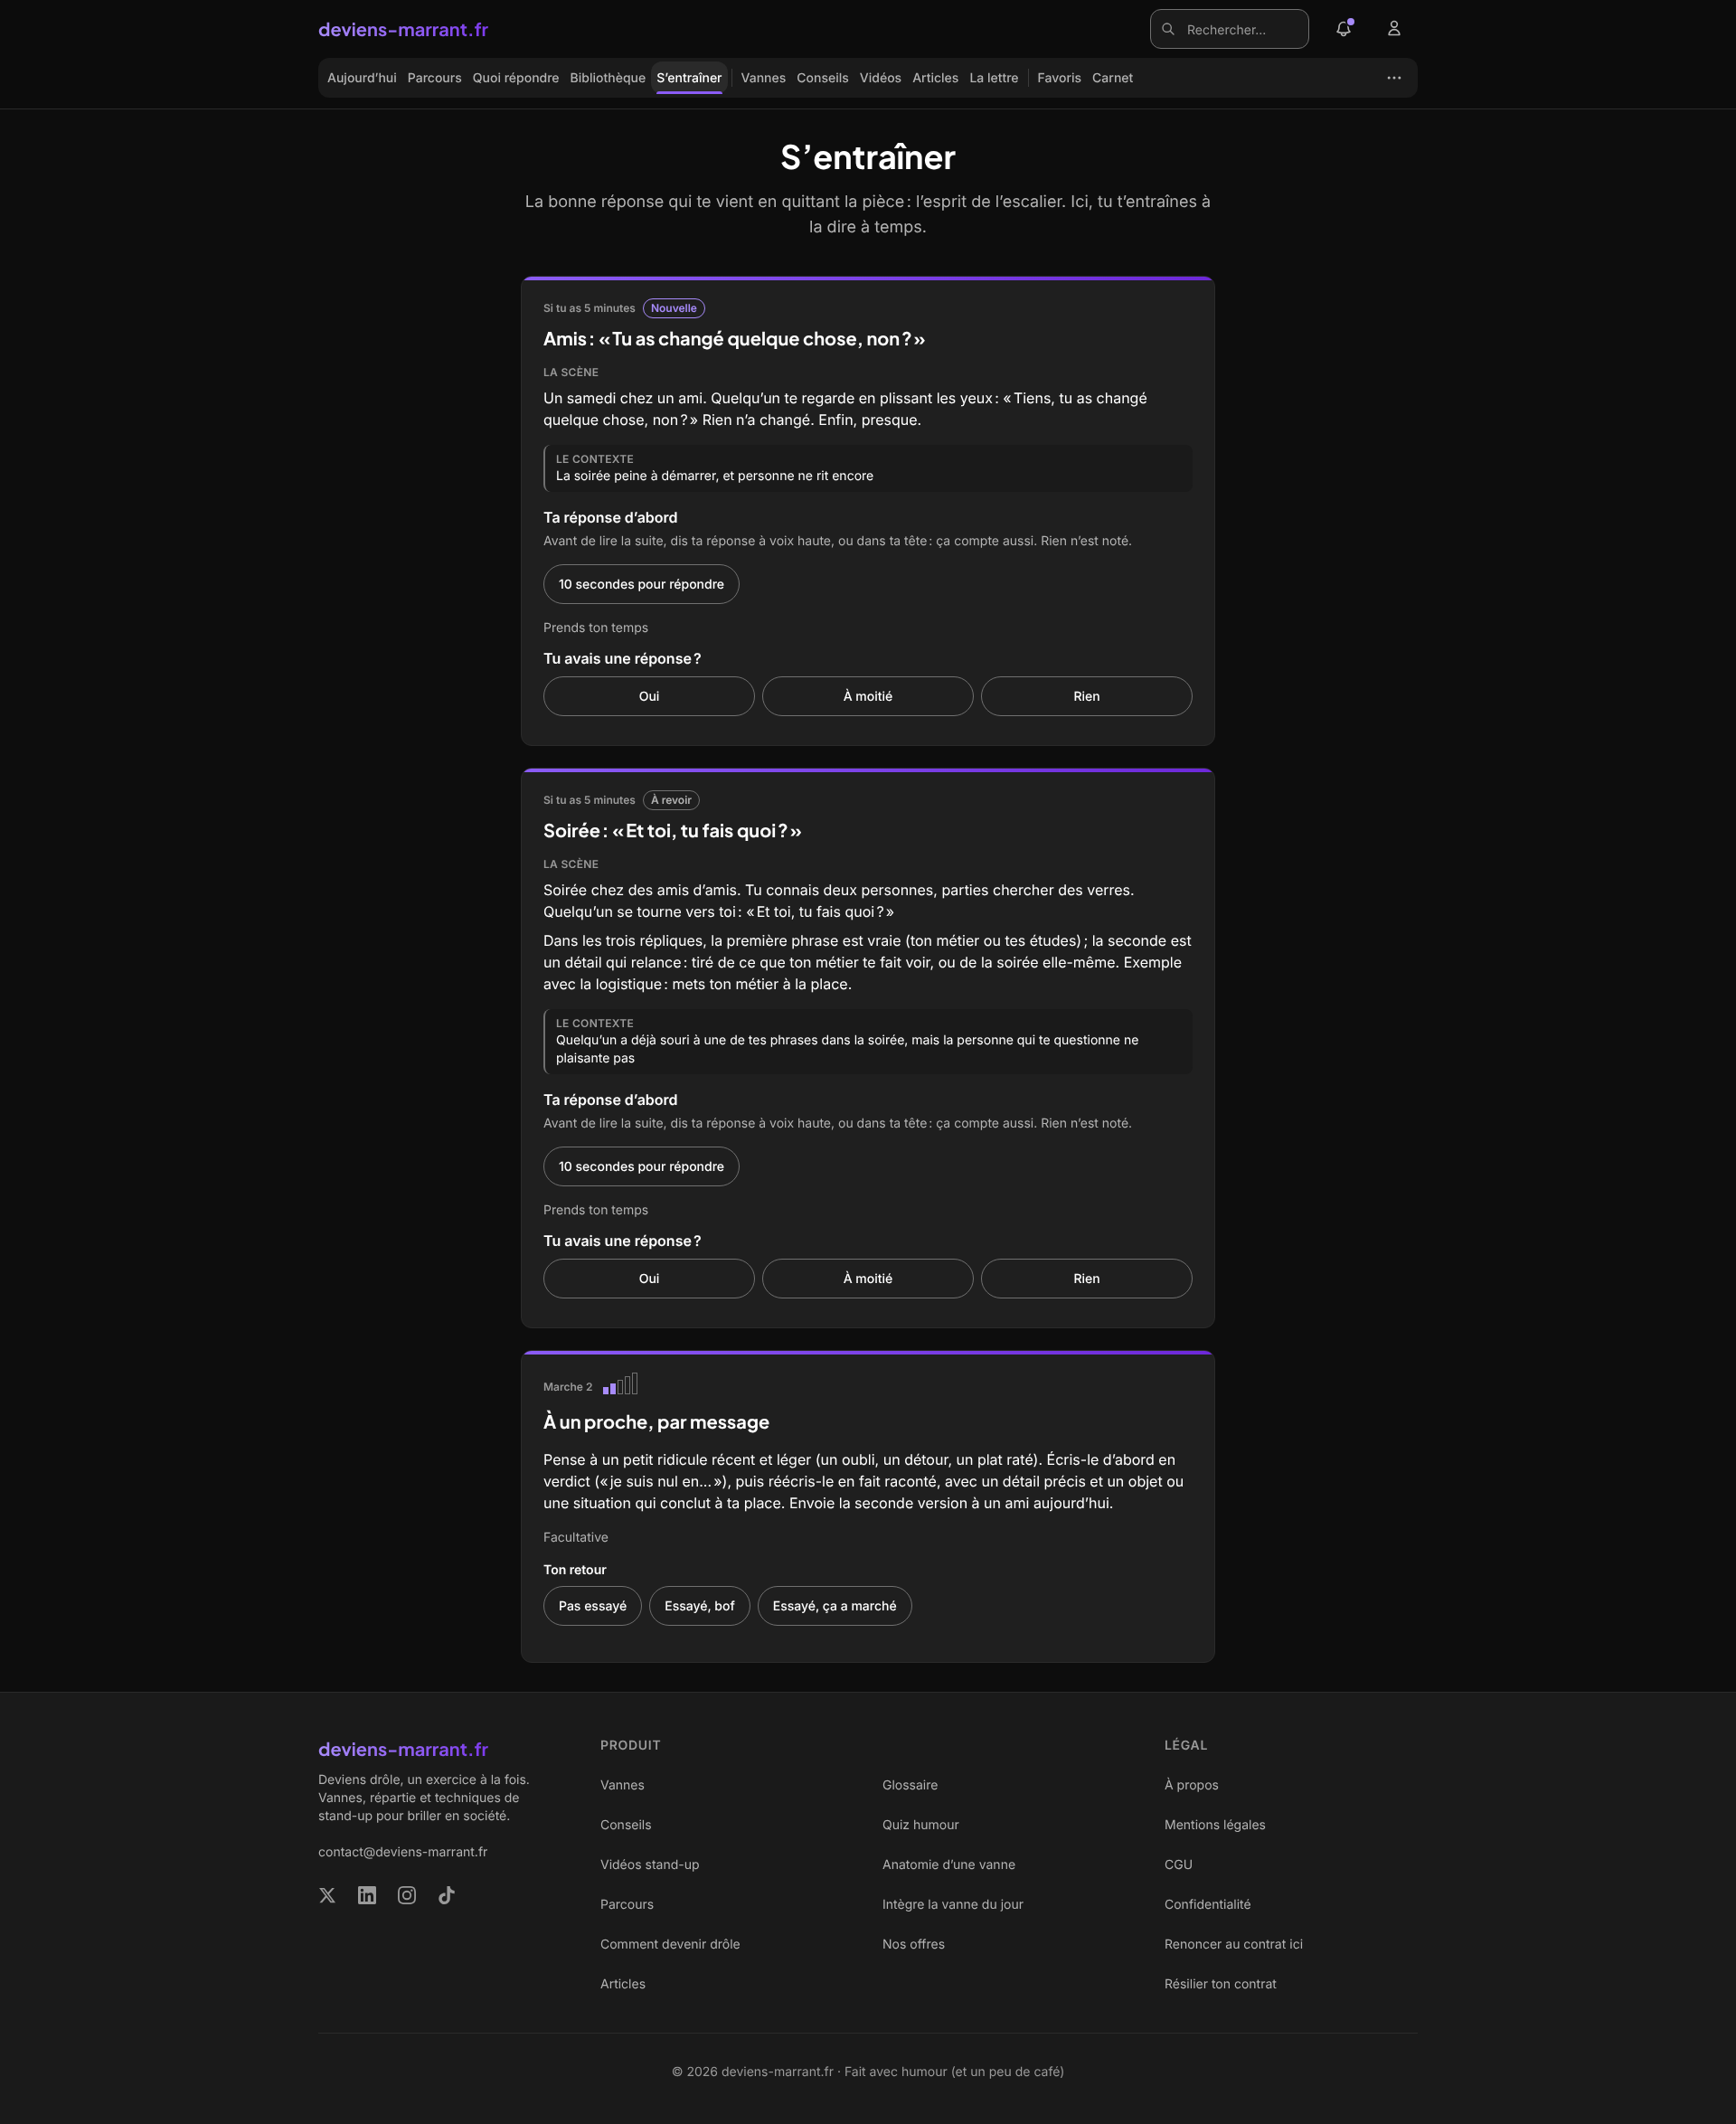 deviens-marrant.fr
Rechercher...
Aujourd’hui Parcours Quoi répondre Bibliothèque S’entraîner Vannes Conseils Vidéos Articles La lettre Favoris Carnet
S’entraîner
La bonne réponse qui te vient en quittant la pièce : l’esprit de l’escalier. Ici, tu t’entraînes à
la dire à temps.
Si tu as 5 minutes Nouvelle
Amis : « Tu as changé quelque chose, non ? »
LA SCÈNE
Un samedi chez un ami. Quelqu’un te regarde en plissant les yeux : « Tiens, tu as changé
quelque chose, non ? » Rien n’a changé. Enfin, presque.
LE CONTEXTE
La soirée peine à démarrer, et personne ne rit encore
Ta réponse d’abord
Avant de lire la suite, dis ta réponse à voix haute, ou dans ta tête : ça compte aussi. Rien n’est noté.
10 secondes pour répondre
Prends ton temps
Tu avais une réponse ?
Oui À moitié Rien
Si tu as 5 minutes À revoir
Soirée : « Et toi, tu fais quoi ? »
LA SCÈNE
Soirée chez des amis d’amis. Tu connais deux personnes, parties chercher des verres.
Quelqu’un se tourne vers toi : « Et toi, tu fais quoi ? »
Dans les trois répliques, la première phrase est vraie (ton métier ou tes études) ; la seconde est
un détail qui relance : tiré de ce que ton métier te fait voir, ou de la soirée elle-même. Exemple
avec la logistique : mets ton métier à la place.
LE CONTEXTE
Quelqu’un a déjà souri à une de tes phrases dans la soirée, mais la personne qui te questionne ne
plaisante pas
Ta réponse d’abord
Avant de lire la suite, dis ta réponse à voix haute, ou dans ta tête : ça compte aussi. Rien n’est noté.
10 secondes pour répondre
Prends ton temps
Tu avais une réponse ?
Oui À moitié Rien
Marche 2
À un proche, par message
Pense à un petit ridicule récent et léger (un oubli, un détour, un plat raté). Écris-le d’abord en
verdict (« je suis nul en… »), puis réécris-le en fait raconté, avec un détail précis et un objet ou
une situation qui conclut à ta place. Envoie la seconde version à un ami aujourd’hui.
Facultative
Ton retour
Pas essayé Essayé, bof Essayé, ça a marché
deviens-marrant.fr
Deviens drôle, un exercice à la fois.
Vannes, répartie et techniques de
stand-up pour briller en société.
contact@deviens-marrant.fr
PRODUIT
Vannes
Conseils
Vidéos stand-up
Parcours
Comment devenir drôle
Articles
Glossaire
Quiz humour
Anatomie d’une vanne
Intègre la vanne du jour
Nos offres
LÉGAL
À propos
Mentions légales
CGU
Confidentialité
Renoncer au contrat ici
Résilier ton contrat
© 2026 deviens-marrant.fr · Fait avec humour (et un peu de café)